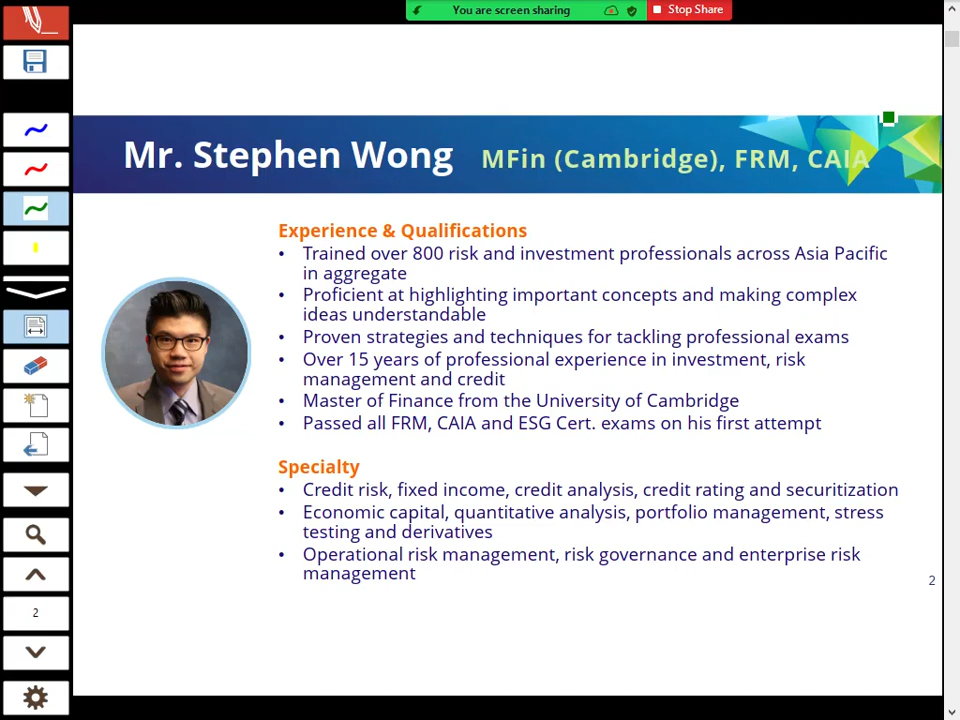 You are screen sharing
Stop Share
Mr. Stephen Wong MFin (Cambridge), FRM, CAIA
Experience & Qualifications
• Trained over 800 risk and investment professionals across Asia Pacific
in aggregate
• Proficient at highlighting important concepts and making complex
ideas understandable
• Proven strategies and techniques for tackling professional exams
• Over 15 years of professional experience in investment, risk
management and credit
• Master of Finance from the University of Cambridge
• Passed all FRM, CAIA and ESG Cert. exams on his first attempt
Specialty
• Credit risk, fixed income, credit analysis, credit rating and securitization
• Economic capital, quantitative analysis, portfolio management, stress
testing and derivatives
• Operational risk management, risk governance and enterprise risk
management
2
2